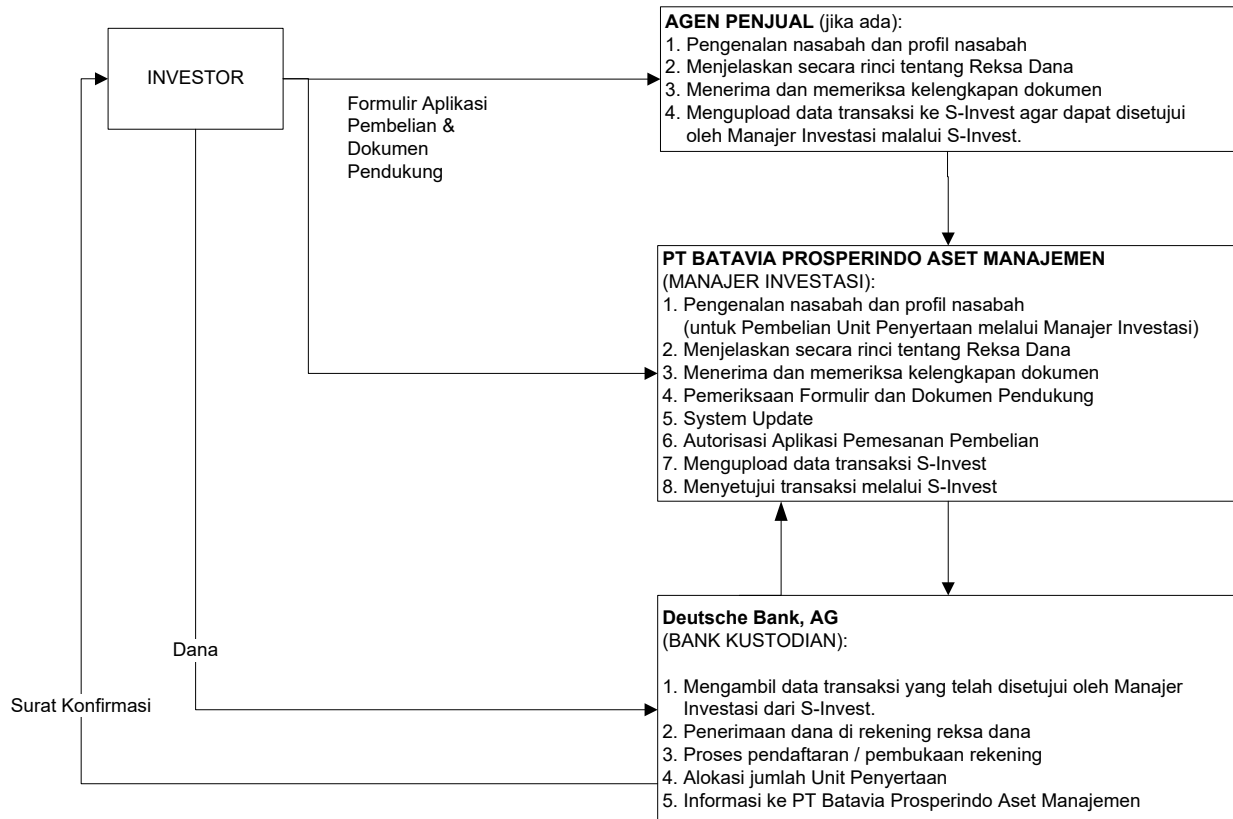 INVESTOR
Formulir Aplikasi
Pembelian &
Dokumen
Pendukung
AGEN PENJUAL (jika ada):
1. Pengenalan nasabah dan profil nasabah
2. Menjelaskan secara rinci tentang Reksa Dana
3. Menerima dan memeriksa kelengkapan dokumen
4. Mengupload data transaksi ke S-Invest agar dapat disetujui
oleh Manajer Investasi malalui S-Invest.
PT BATAVIA PROSPERINDO ASET MANAJEMEN
(MANAJER INVESTASI):
1. Pengenalan nasabah dan profil nasabah
(untuk Pembelian Unit Penyertaan melalui Manajer Investasi)
2. Menjelaskan secara rinci tentang Reksa Dana
3. Menerima dan memeriksa kelengkapan dokumen
4. Pemeriksaan Formulir dan Dokumen Pendukung
5. System Update
6. Autorisasi Aplikasi Pemesanan Pembelian
7. Mengupload data transaksi S-Invest
8. Menyetujui transaksi melalui S-Invest
Dana
Surat Konfirmasi
Deutsche Bank, AG
(BANK KUSTODIAN):
1. Mengambil data transaksi yang telah disetujui oleh Manajer
Investasi dari S-Invest.
2. Penerimaan dana di rekening reksa dana
3. Proses pendaftaran / pembukaan rekening
4. Alokasi jumlah Unit Penyertaan
5. Informasi ke PT Batavia Prosperindo Aset Manajemen